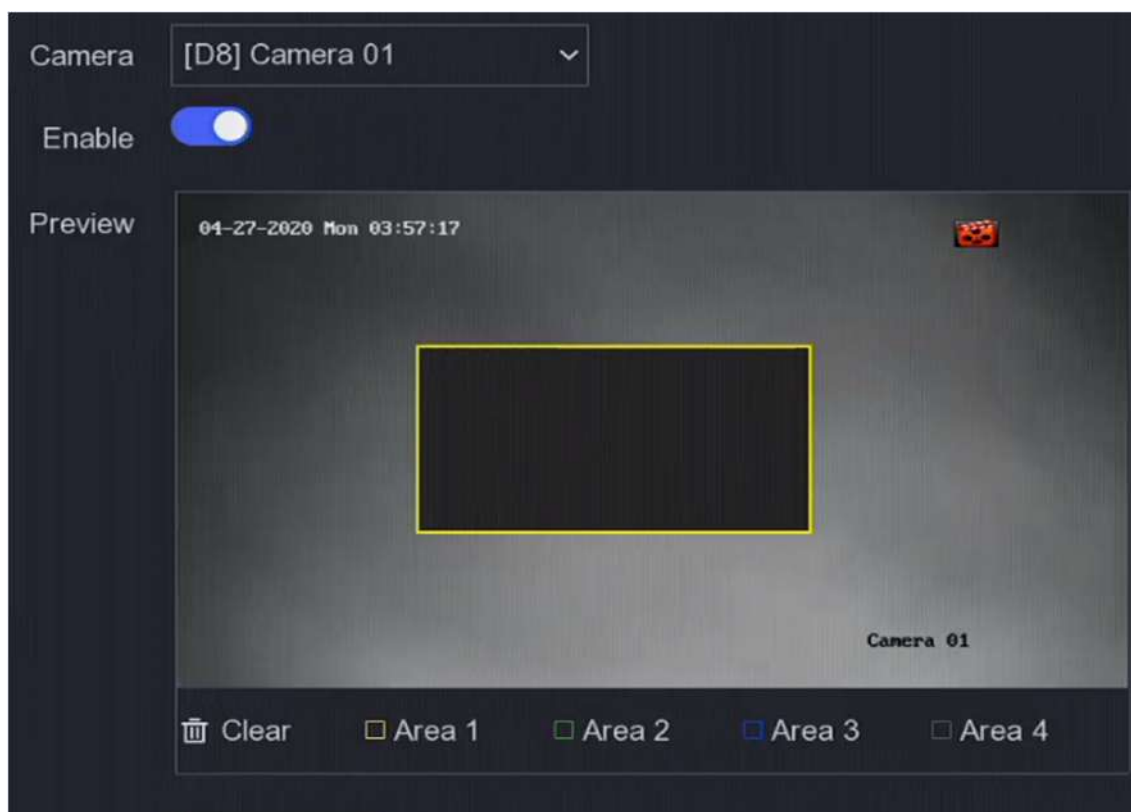 Camera [D8] Camera 01
Enable
Preview
04-27-2020 Mon 03:57:17
Camera 01
Clear Area 1 Area 2 Area 3 Area 4